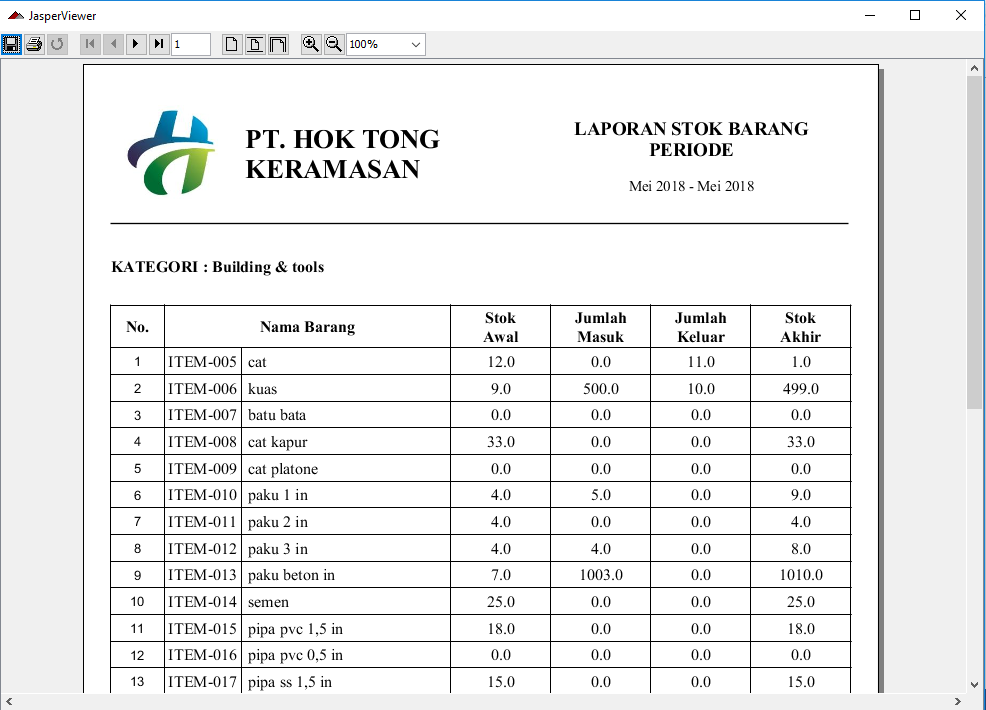 JasperViewer
1
100%
PT. HOK TONG
KERAMASAN
LAPORAN STOK BARANG
PERIODE
Mei 2018 - Mei 2018
KATEGORI : Building & tools
No. Nama Barang Stok Awal Jumlah Masuk Jumlah Keluar Stok Akhir
1 ITEM-005 cat 12.0 0.0 11.0 1.0
2 ITEM-006 kuas 9.0 500.0 10.0 499.0
3 ITEM-007 batu bata 0.0 0.0 0.0 0.0
4 ITEM-008 cat kapur 33.0 0.0 0.0 33.0
5 ITEM-009 cat platone 0.0 0.0 0.0 0.0
6 ITEM-010 paku 1 in 4.0 5.0 0.0 9.0
7 ITEM-011 paku 2 in 4.0 0.0 0.0 4.0
8 ITEM-012 paku 3 in 4.0 4.0 0.0 8.0
9 ITEM-013 paku beton in 7.0 1003.0 0.0 1010.0
10 ITEM-014 semen 25.0 0.0 0.0 25.0
11 ITEM-015 pipa pvc 1,5 in 18.0 0.0 0.0 18.0
12 ITEM-016 pipa pvc 0,5 in 0.0 0.0 0.0 0.0
13 ITEM-017 pipa ss 1,5 in 15.0 0.0 0.0 15.0